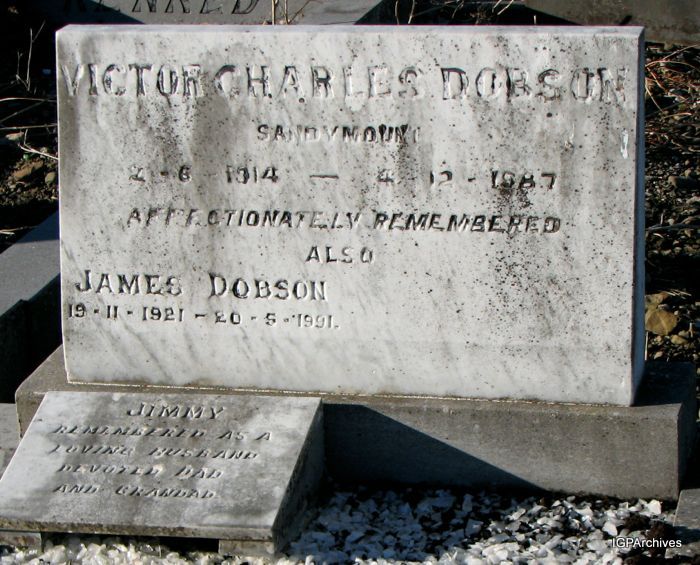 KENRED
VICTOR CHARLES DOBSON
SANDYMOUNT
2-6 1914 — 4 12-1987
AFFECTIONATELY REMEMBERED
ALSO
JAMES DOBSON
19-11-1921-20-5-1991.
JIMMY
REMEMBERED AS A
LOVING HUSBAND
DEVOTED DAD
AND GRANDAD
IGPArchives